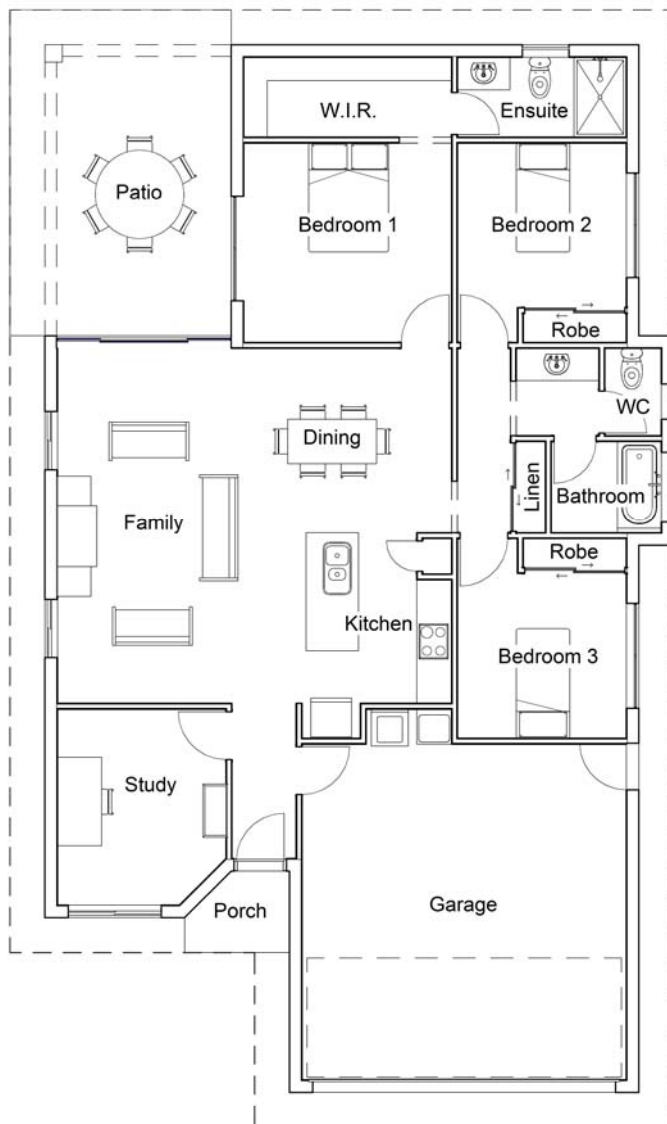 W.I.R.
Ensuite
Patio
Bedroom 1
Bedroom 2
Robe
WC
Dining
Linen
Bathroom
Family
Robe
Kitchen
Bedroom 3
Study
Porch
Garage